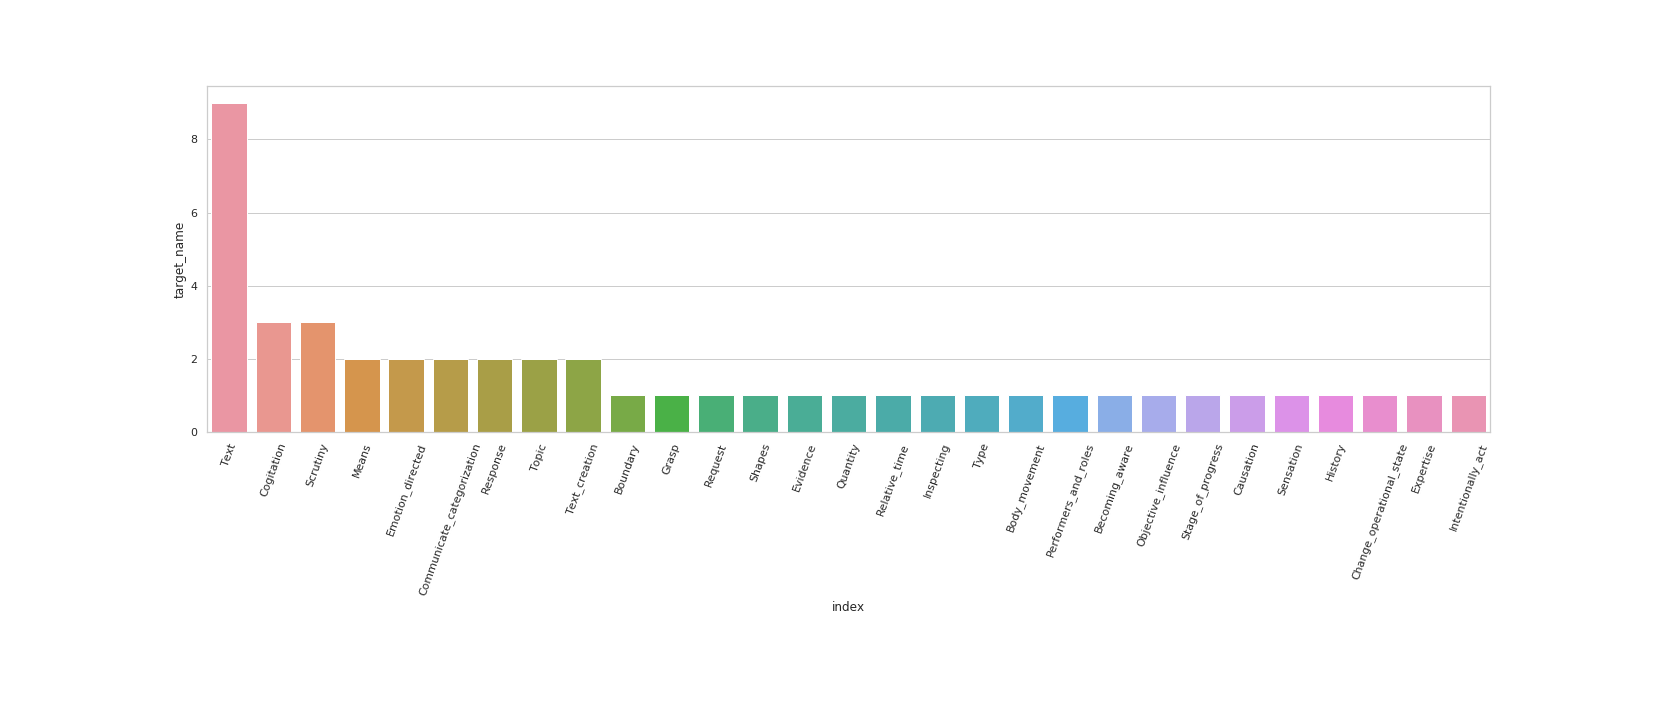 target_name
8
6
4
2
0
Text
Cogitation
Scrutiny
Means
Emotion_directed
Communicate_categorization
Response
Topic
Text_creation
Boundary
Grasp
Request
Shapes
Evidence
Quantity
Relative_time
Inspecting
Type
Body_movement
Performers_and_roles
Becoming_aware
Objective_influence
Stage_of_progress
Causation
Sensation
History
Change_operational_state
Expertise
Intentionally_act
index